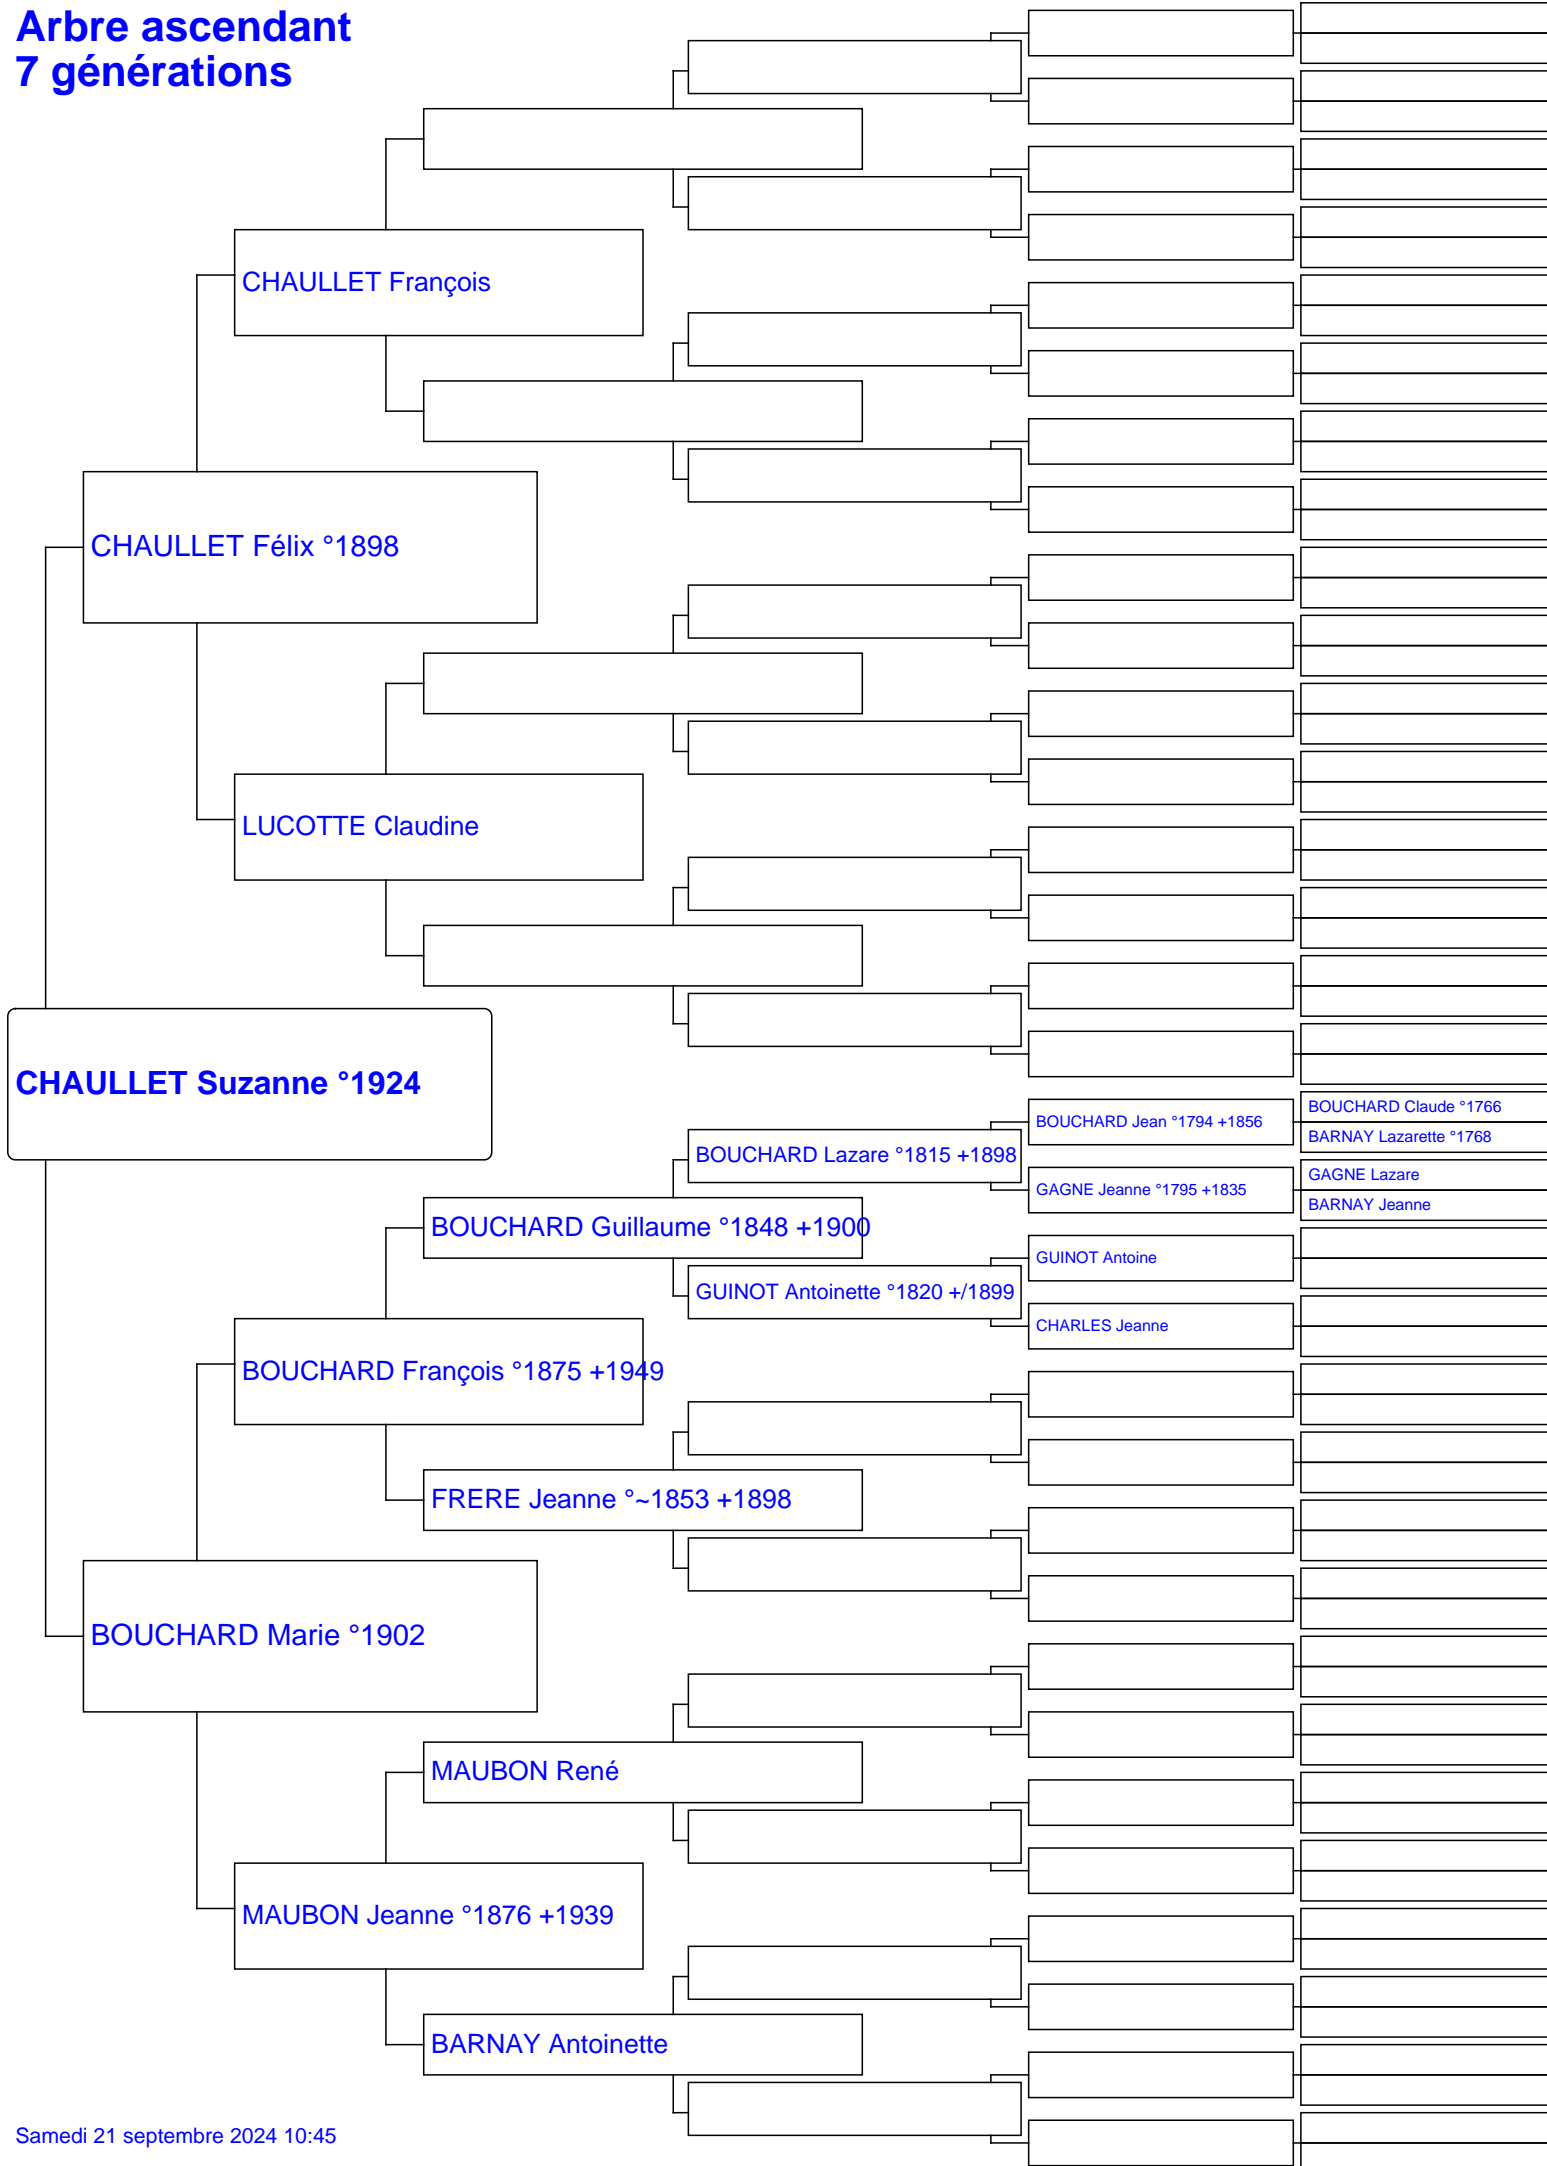 Arbre ascendant
7 générations
CHAULLET François
CHAULLET Félix °1898
LUCOTTE Claudine
CHAULLET Suzanne °1924
BOUCHARD Claude °1766
BOUCHARD Jean °1794 +1856
BARNAY Lazarette °1768
BOUCHARD Lazare °1815 +1898
GAGNE Lazare
GAGNE Jeanne °1795 +1835
BARNAY Jeanne
BOUCHARD Guillaume °1848 +1900
GUINOT Antoine
GUINOT Antoinette °1820 +/1899
CHARLES Jeanne
BOUCHARD François °1875 +1949
FRERE Jeanne °~1853 +1898
BOUCHARD Marie °1902
MAUBON René
MAUBON Jeanne °1876 +1939
BARNAY Antoinette
Samedi 21 septembre 2024 10:45